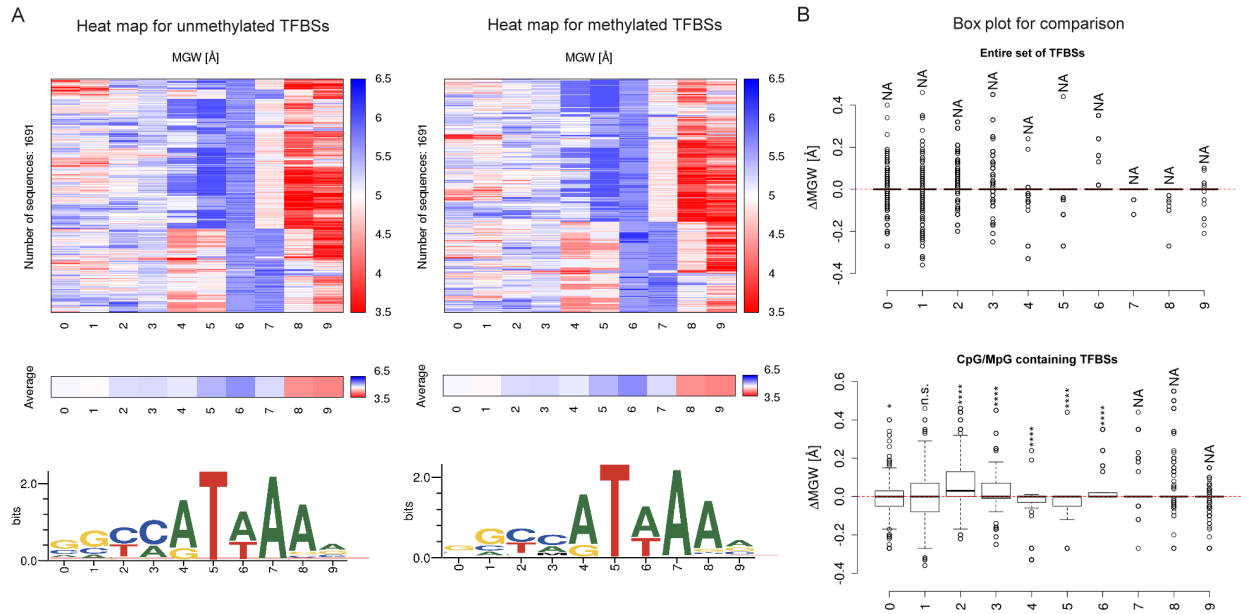 A
Heat map for unmethylated TFBSs
MGW [Å]
Number of sequences: 1691
6.5
6
5.5
5
4.5
4
3.5
0 1 2 3 4 5 6 7 8 9
Average
6.5
3.5
0 1 2 3 4 5 6 7 8 9
bits
2.0
0.0
0 1 2 3 4 5 6 7 8 9
Heat map for methylated TFBSs
MGW [Å]
Number of sequences: 1691
6.5
6
5.5
5
4.5
4
3.5
0 1 2 3 4 5 6 7 8 9
Average
6.5
3.5
0 1 2 3 4 5 6 7 8 9
bits
2.0
0.0
0 1 2 3 4 5 6 7 8 9
B
Box plot for comparison
Entire set of TFBSs
ΔMGW [Å]
0.4
0.2
0.0
-0.2
-0.4
NA NA NA NA NA NA NA NA NA NA
0 1 2 3 4 5 6 7 8 9
CpG/MpG containing TFBSs
ΔMGW [Å]
0.6
0.4
0.2
0.0
-0.2
-0.4
* n.s. **** **** **** **** **** NA NA NA
0 1 2 3 4 5 6 7 8 9